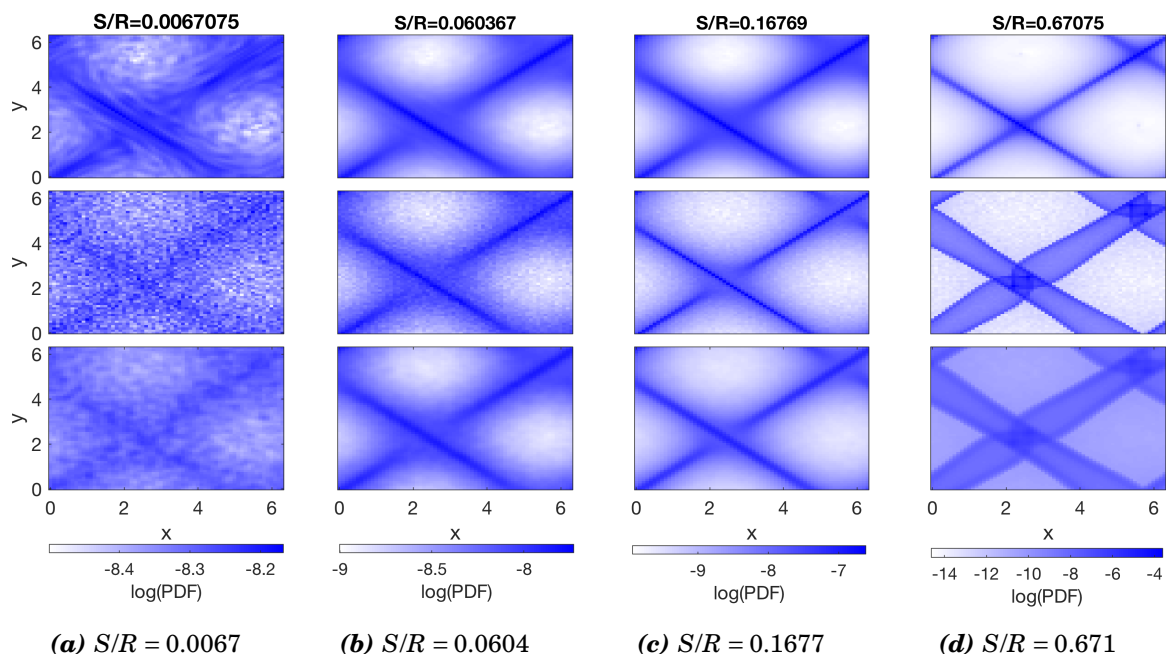 S/R=0.0067075 S/R=0.060367 S/R=0.16769 S/R=0.67075
6
4
y
2
0
6
4
y
2
0
6
4
y
2
0
0 2 4 6 0 2 4 6 0 2 4 6 0 2 4 6
x x x x
-8.4 -8.3 -8.2 -9 -8.5 -8 -9 -8 -7 -14 -12 -10 -8 -6 -4
log(PDF) log(PDF) log(PDF) log(PDF)
(a) S/R = 0.0067 (b) S/R = 0.0604 (c) S/R = 0.1677 (d) S/R = 0.671